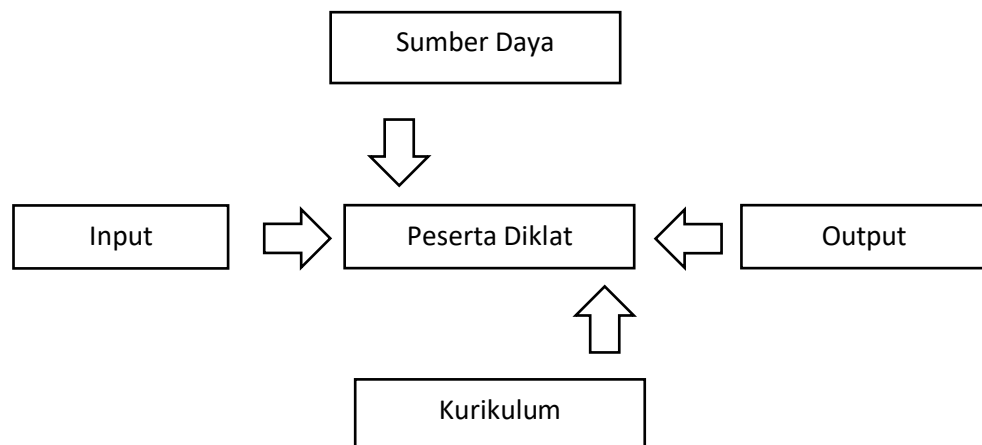 Sumber Daya
Input
Peserta Diklat
Output
Kurikulum